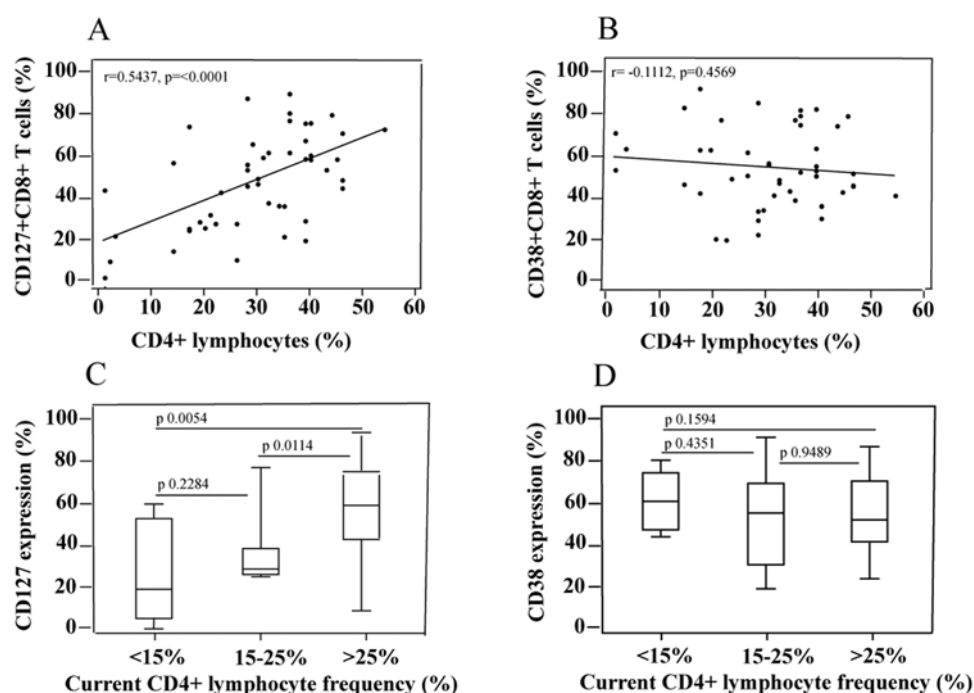 A
r=0.5437, p=<0.0001
CD127+CD8+ T cells (%)
100
80
60
40
20
0
0 10 20 30 40 50 60
CD4+ lymphocytes (%)
B
r= -0.1112, p=0.4569
CD38+CD8+ T cells (%)
100
80
60
40
20
0
0 10 20 30 40 50 60
CD4+ lymphocytes (%)
C
CD127 expression (%)
100
80
60
40
20
0
p 0.0054
p 0.0114
p 0.2284
<15% 15-25% >25%
Current CD4+ lymphocyte frequency (%)
D
CD38 expression (%)
100
80
60
40
20
0
p 0.1594
p 0.4351
p 0.9489
<15% 15-25% >25%
Current CD4+ lymphocyte frequency (%)